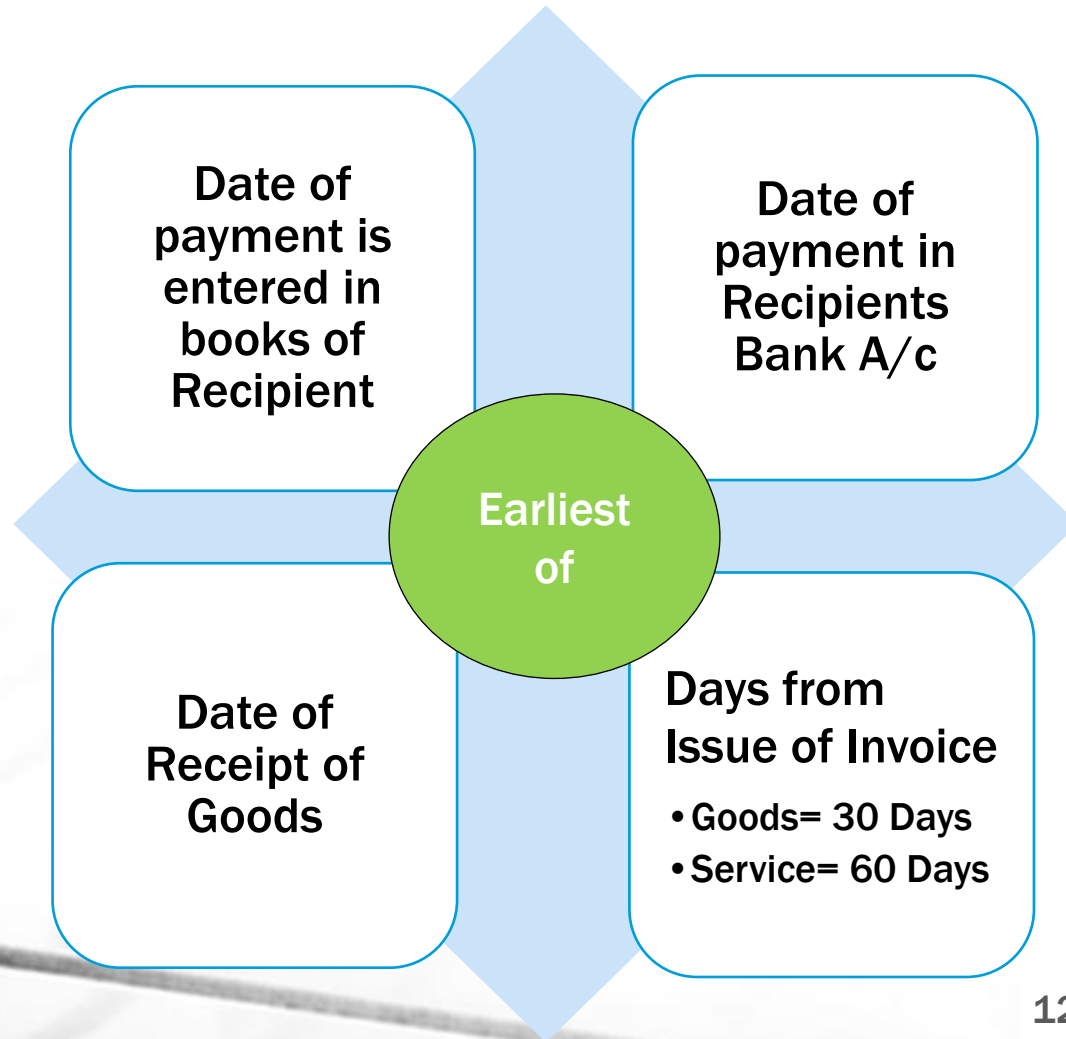 Date of
payment is
entered in
books of
Recipient
Date of
payment in
Recipients
Bank A/c
Earliest
of
Date of
Receipt of
Goods
Days from
Issue of Invoice
•Goods= 30 Days
•Service= 60 Days
12